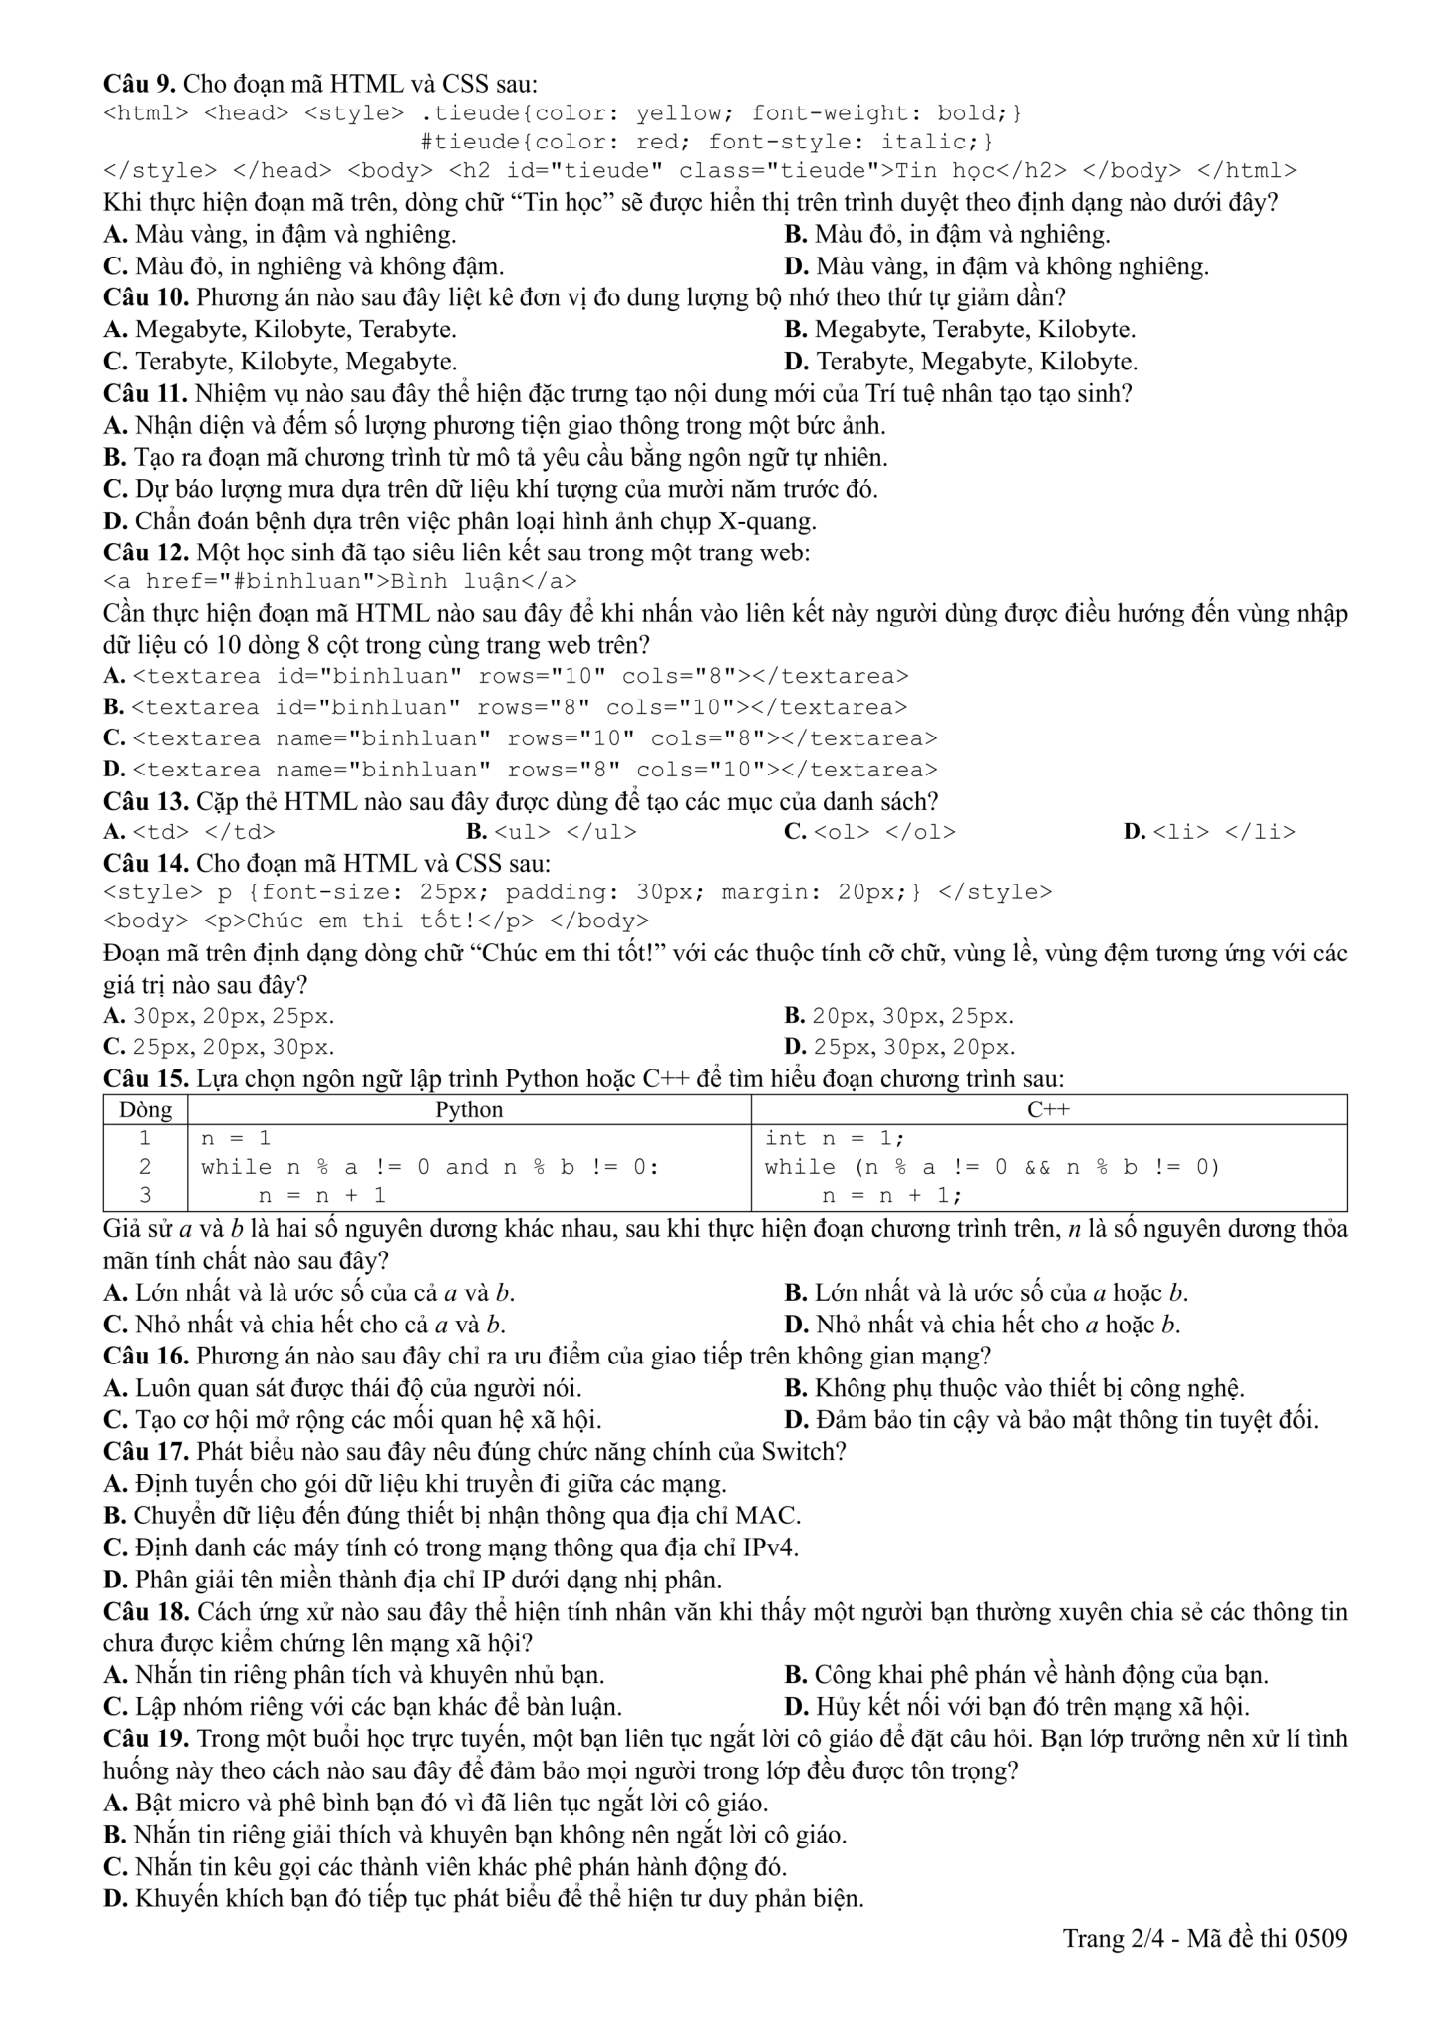 Câu 9. Cho đoạn mã HTML và CSS sau:
<html> <head> <style> .tieude{color: yellow; font-weight: bold;}
#tieude{color: red; font-style: italic;}
</style> </head> <body> <h2 id="tieude" class="tieude">Tin học</h2> </body> </html>
Khi thực hiện đoạn mã trên, dòng chữ “Tin học” sẽ được hiển thị trên trình duyệt theo định dạng nào dưới đây?
A. Màu vàng, in đậm và nghiêng. B. Màu đỏ, in đậm và nghiêng.
C. Màu đỏ, in nghiêng và không đậm. D. Màu vàng, in đậm và không nghiêng.
Câu 10. Phương án nào sau đây liệt kê đơn vị đo dung lượng bộ nhớ theo thứ tự giảm dần?
A. Megabyte, Kilobyte, Terabyte. B. Megabyte, Terabyte, Kilobyte.
C. Terabyte, Kilobyte, Megabyte. D. Terabyte, Megabyte, Kilobyte.
Câu 11. Nhiệm vụ nào sau đây thể hiện đặc trưng tạo nội dung mới của Trí tuệ nhân tạo tạo sinh?
A. Nhận diện và đếm số lượng phương tiện giao thông trong một bức ảnh.
B. Tạo ra đoạn mã chương trình từ mô tả yêu cầu bằng ngôn ngữ tự nhiên.
C. Dự báo lượng mưa dựa trên dữ liệu khí tượng của mười năm trước đó.
D. Chẩn đoán bệnh dựa trên việc phân loại hình ảnh chụp X-quang.
Câu 12. Một học sinh đã tạo siêu liên kết sau trong một trang web:
<a href="#binhluan">Bình luận</a>
Cần thực hiện đoạn mã HTML nào sau đây để khi nhấn vào liên kết này người dùng được điều hướng đến vùng nhập
dữ liệu có 10 dòng 8 cột trong cùng trang web trên?
A. <textarea id="binhluan" rows="10" cols="8"></textarea>
B. <textarea id="binhluan" rows="8" cols="10"></textarea>
C. <textarea name="binhluan" rows="10" cols="8"></textarea>
D. <textarea name="binhluan" rows="8" cols="10"></textarea>
Câu 13. Cặp thẻ HTML nào sau đây được dùng để tạo các mục của danh sách?
A. <td> </td> B. <ul> </ul> C. <ol> </ol> D. <li> </li>
Câu 14. Cho đoạn mã HTML và CSS sau:
<style> p {font-size: 25px; padding: 30px; margin: 20px;} </style>
<body> <p>Chúc em thi tốt!</p> </body>
Đoạn mã trên định dạng dòng chữ “Chúc em thi tốt!” với các thuộc tính cỡ chữ, vùng lề, vùng đệm tương ứng với các
giá trị nào sau đây?
A. 30px, 20px, 25px. B. 20px, 30px, 25px.
C. 25px, 20px, 30px. D. 25px, 30px, 20px.
Câu 15. Lựa chọn ngôn ngữ lập trình Python hoặc C++ để tìm hiểu đoạn chương trình sau:
Dòng Python C++
1 n = 1 int n = 1;
2 while n % a != 0 and n % b != 0: while (n % a != 0 && n % b != 0)
3 n = n + 1 n = n + 1;
Giả sử a và b là hai số nguyên dương khác nhau, sau khi thực hiện đoạn chương trình trên, n là số nguyên dương thỏa
mãn tính chất nào sau đây?
A. Lớn nhất và là ước số của cả a và b. B. Lớn nhất và là ước số của a hoặc b.
C. Nhỏ nhất và chia hết cho cả a và b. D. Nhỏ nhất và chia hết cho a hoặc b.
Câu 16. Phương án nào sau đây chỉ ra ưu điểm của giao tiếp trên không gian mạng?
A. Luôn quan sát được thái độ của người nói. B. Không phụ thuộc vào thiết bị công nghệ.
C. Tạo cơ hội mở rộng các mối quan hệ xã hội. D. Đảm bảo tin cậy và bảo mật thông tin tuyệt đối.
Câu 17. Phát biểu nào sau đây nêu đúng chức năng chính của Switch?
A. Định tuyến cho gói dữ liệu khi truyền đi giữa các mạng.
B. Chuyển dữ liệu đến đúng thiết bị nhận thông qua địa chỉ MAC.
C. Định danh các máy tính có trong mạng thông qua địa chỉ IPv4.
D. Phân giải tên miền thành địa chỉ IP dưới dạng nhị phân.
Câu 18. Cách ứng xử nào sau đây thể hiện tính nhân văn khi thấy một người bạn thường xuyên chia sẻ các thông tin
chưa được kiểm chứng lên mạng xã hội?
A. Nhắn tin riêng phân tích và khuyên nhủ bạn. B. Công khai phê phán về hành động của bạn.
C. Lập nhóm riêng với các bạn khác để bàn luận. D. Hủy kết nối với bạn đó trên mạng xã hội.
Câu 19. Trong một buổi học trực tuyến, một bạn liên tục ngắt lời cô giáo để đặt câu hỏi. Bạn lớp trưởng nên xử lí tình
huống này theo cách nào sau đây để đảm bảo mọi người trong lớp đều được tôn trọng?
A. Bật micro và phê bình bạn đó vì đã liên tục ngắt lời cô giáo.
B. Nhắn tin riêng giải thích và khuyên bạn không nên ngắt lời cô giáo.
C. Nhắn tin kêu gọi các thành viên khác phê phán hành động đó.
D. Khuyến khích bạn đó tiếp tục phát biểu để thể hiện tư duy phản biện.
Trang 2/4 - Mã đề thi 0509